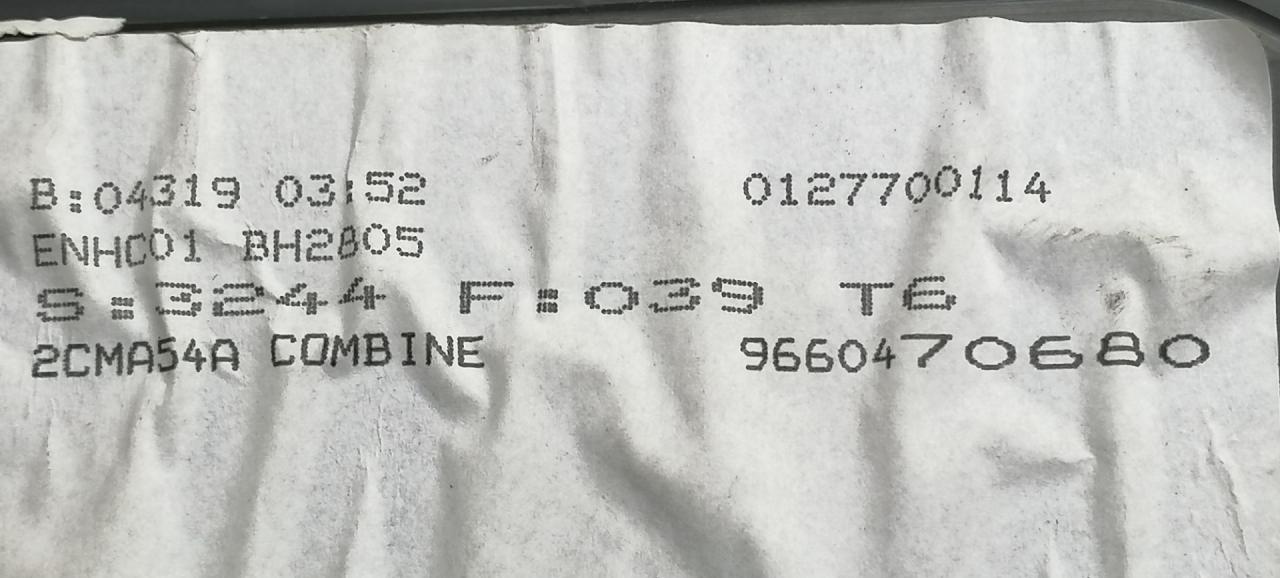 B:04319 03:52 0127700114
ENHC01 BH2805
S:3244 F:039 T6
2CMA54A COMBINE 9660470680